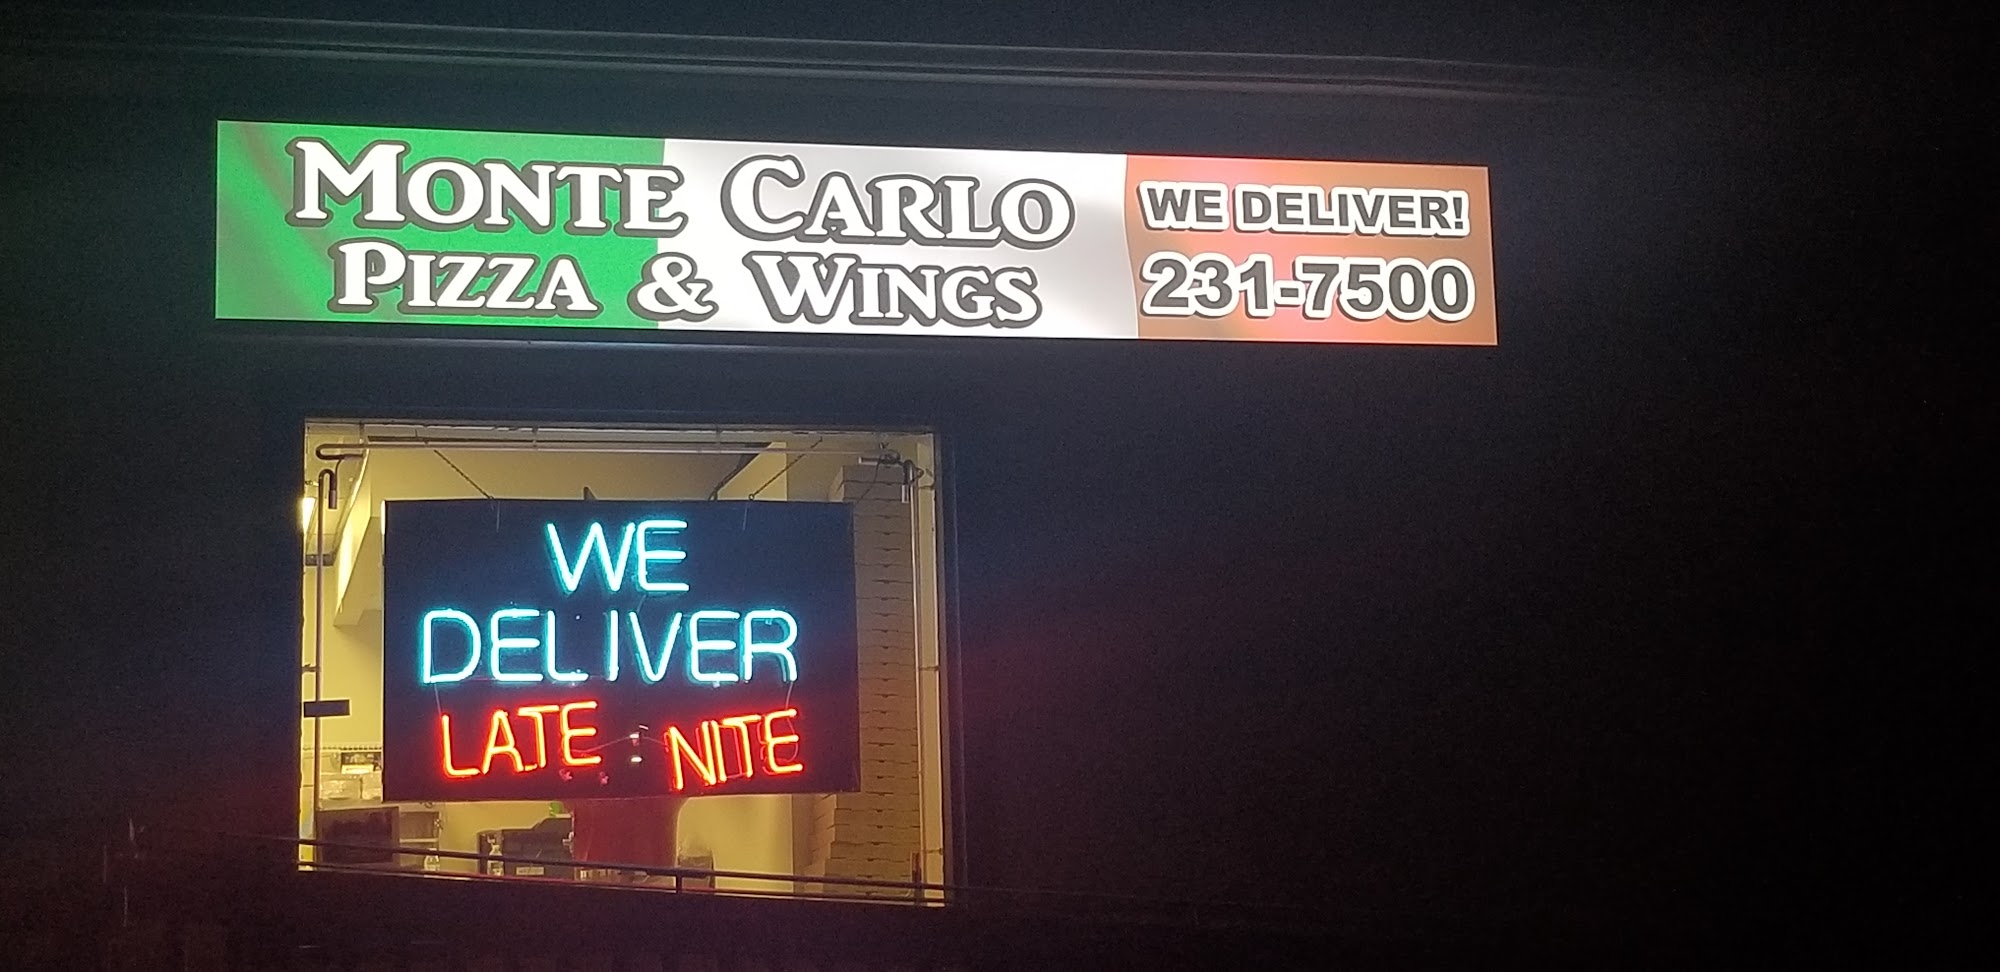 MONTE CARLO
PIZZA & WINGS
WE DELIVER!
231-7500
WE
DELIVER
LATE NITE